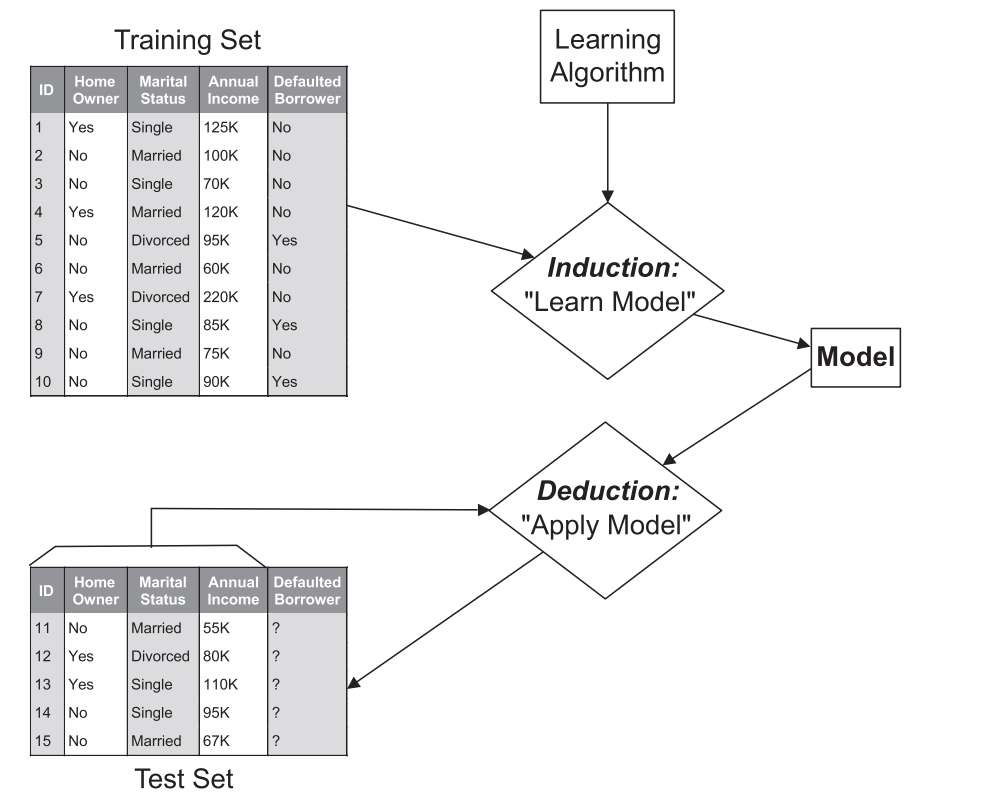 Training Set
ID Home Owner Marital Status Annual Income Defaulted Borrower
1 Yes Single 125K No
2 No Married 100K No
3 No Single 70K No
4 Yes Married 120K No
5 No Divorced 95K Yes
6 No Married 60K No
7 Yes Divorced 220K No
8 No Single 85K Yes
9 No Married 75K No
10 No Single 90K Yes
Learning
Algorithm
Induction:
"Learn Model"
Model
Deduction:
"Apply Model"
ID Home Owner Marital Status Annual Income Defaulted Borrower
11 No Married 55K ?
12 Yes Divorced 80K ?
13 Yes Single 110K ?
14 No Single 95K ?
15 No Married 67K ?
Test Set